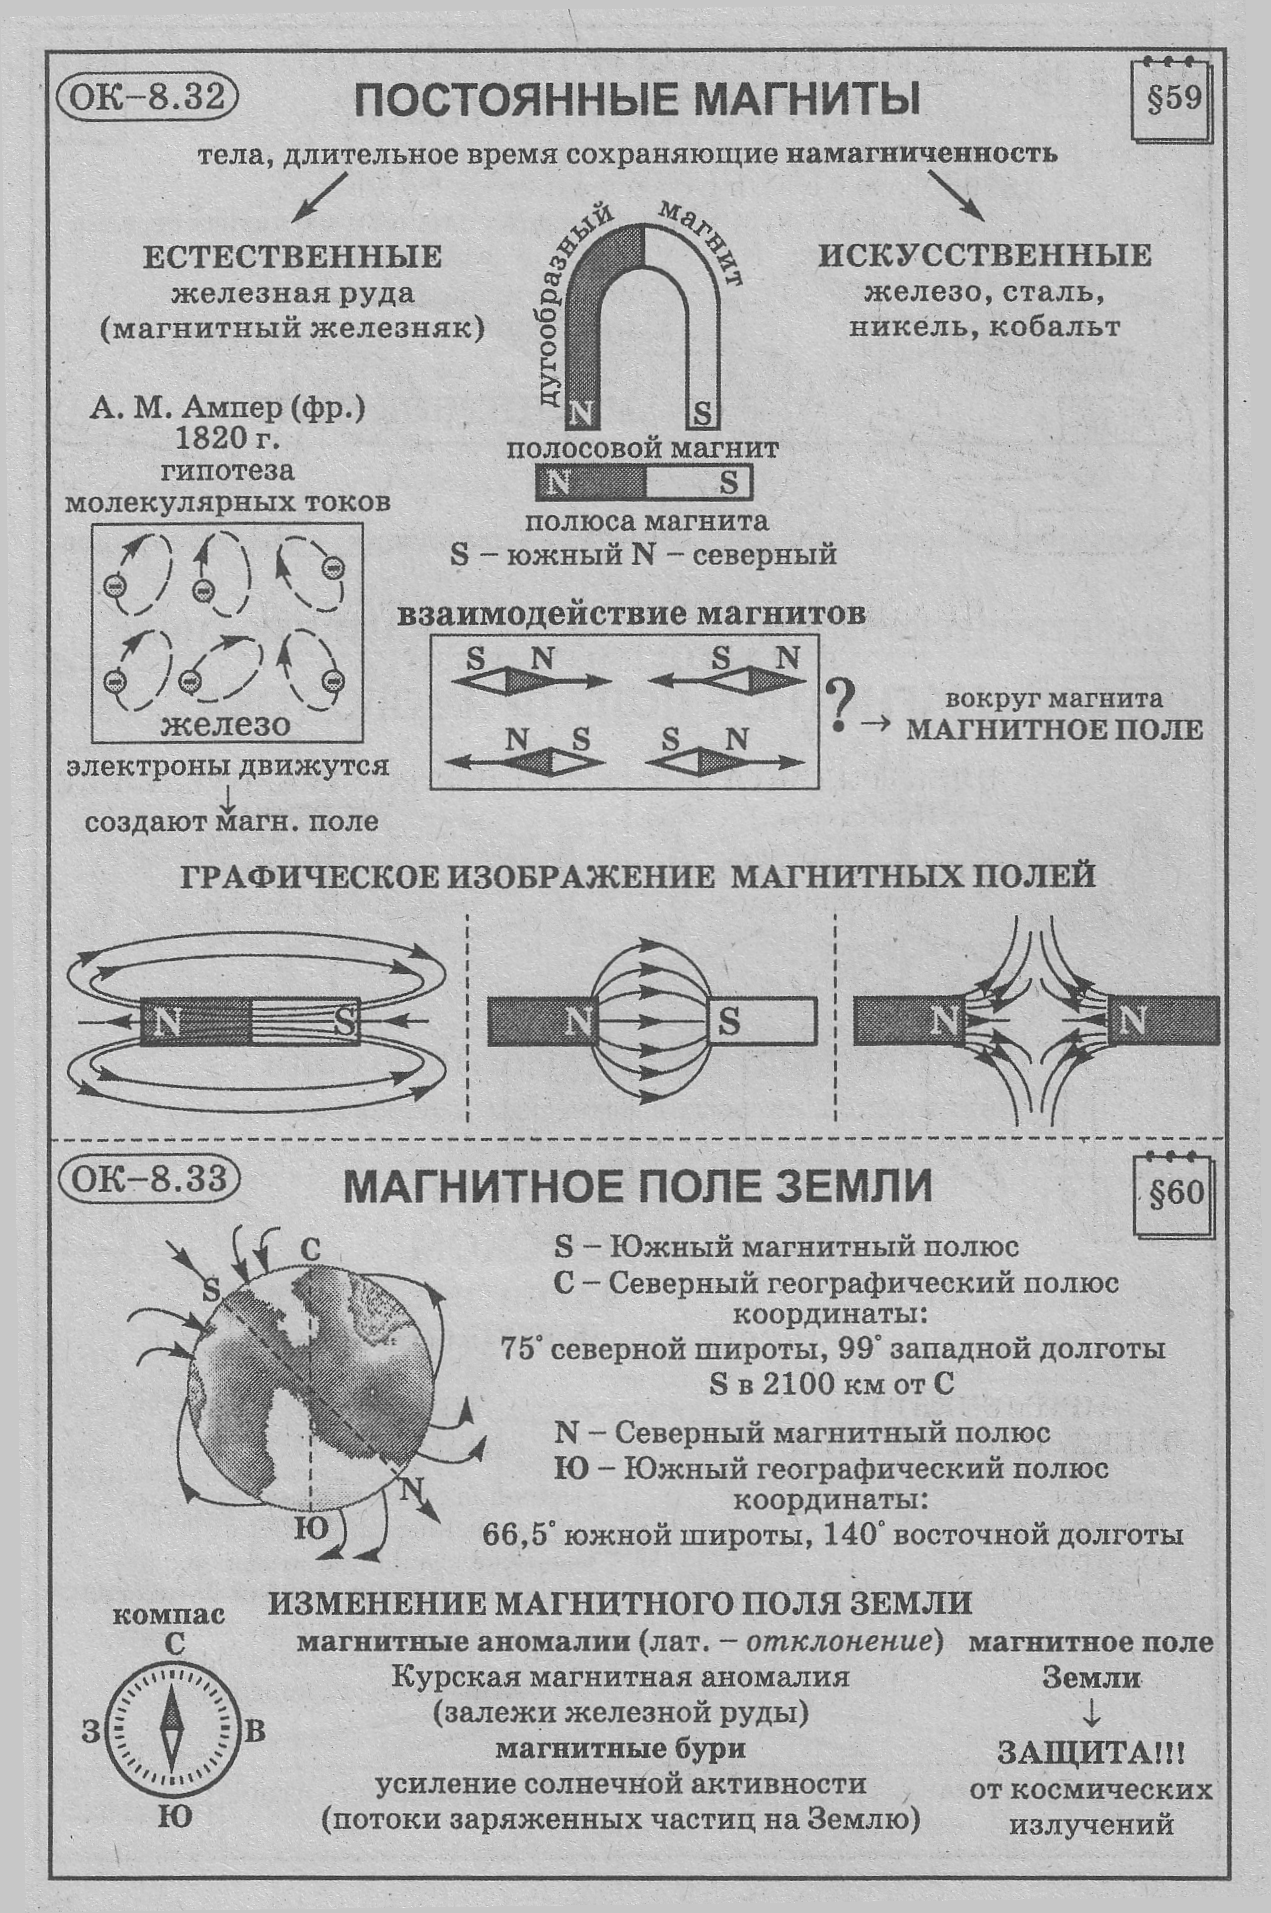 ОК–8.32
ПОСТОЯННЫЕ МАГНИТЫ
§59
тела, длительное время сохраняющие намагниченность
ЕСТЕСТВЕННЫЕ
железная руда
(магнитный железняк)
дугообразный магнит
N S
ИСКУССТВЕННЫЕ
железо, сталь,
никель, кобальт
А. М. Ампер (фр.)
1820 г.
гипотеза
молекулярных токов
железо
электроны движутся
создают магн. поле
полосовой магнит
N S
полюса магнита
S – южный N – северный
взаимодействие магнитов
S N S N
N S S N
?
вокруг магнита
МАГНИТНОЕ ПОЛЕ
ГРАФИЧЕСКОЕ ИЗОБРАЖЕНИЕ МАГНИТНЫХ ПОЛЕЙ
N S
N S
N N
ОК–8.33
МАГНИТНОЕ ПОЛЕ ЗЕМЛИ
§60
С
S
N
Ю
S – Южный магнитный полюс
С – Северный географический полюс
координаты:
75° северной широты, 99° западной долготы
S в 2100 км от С
N – Северный магнитный полюс
Ю – Южный географический полюс
координаты:
66,5° южной широты, 140° восточной долготы
ИЗМЕНЕНИЕ МАГНИТНОГО ПОЛЯ ЗЕМЛИ
компас
С
З В
Ю
магнитные аномалии (лат. – отклонение)
Курская магнитная аномалия
(залежи железной руды)
магнитные бури
усиление солнечной активности
(потоки заряженных частиц на Землю)
магнитное поле
Земли
ЗАЩИТА!!!
от космических
излучений